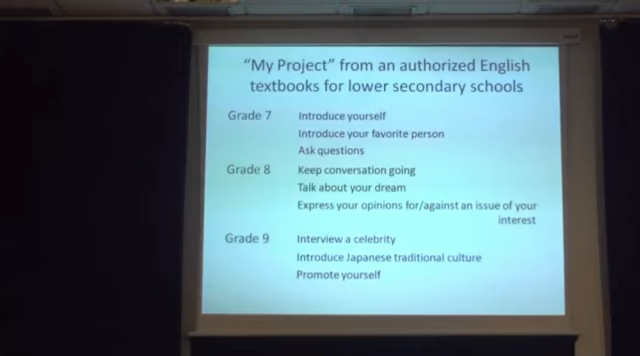 "My Project" from an authorized English
textbooks for lower secondary schools
Grade 7 Introduce yourself
Introduce your favorite person
Ask questions
Grade 8 Keep conversation going
Talk about your dream
Express your opinions for/against an issue of your
interest
Grade 9 Interview a celebrity
Introduce Japanese traditional culture
Promote yourself